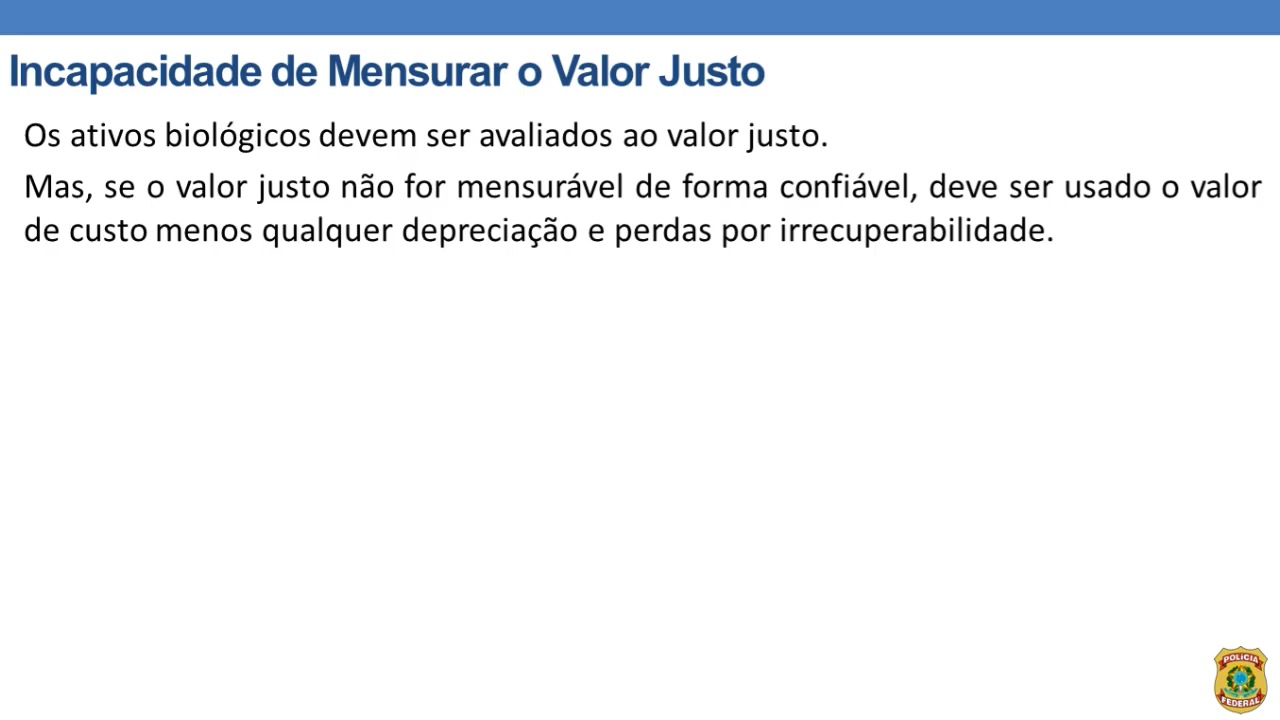 Incapacidade de Mensurar o Valor Justo
Os ativos biológicos devem ser avaliados ao valor justo.
Mas, se o valor justo não for mensurável de forma confiável, deve ser usado o valor
de custo menos qualquer depreciação e perdas por irrecuperabilidade.
POLÍCIA
FEDERAL